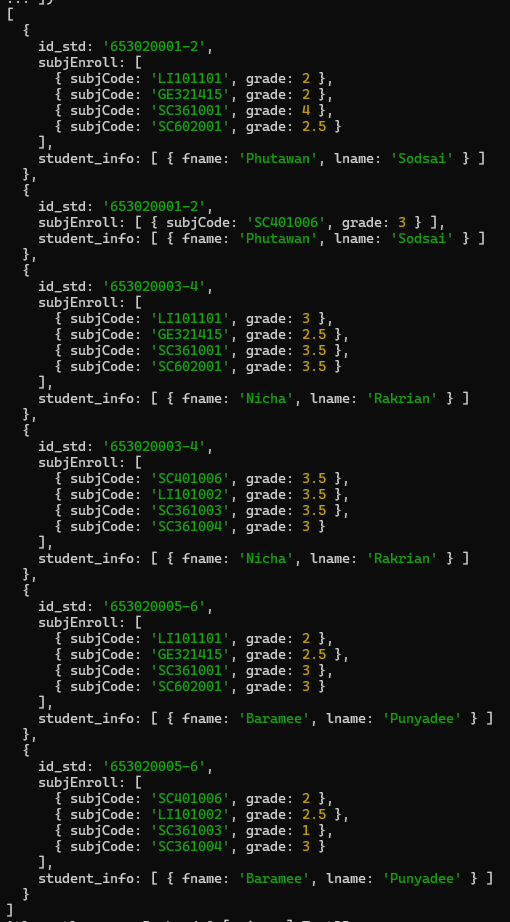 [
  {
    id_std: '653020001-2',
    subjEnroll: [
      { subjCode: 'LI101101', grade: 2 },
      { subjCode: 'GE321415', grade: 2 },
      { subjCode: 'SC361001', grade: 4 },
      { subjCode: 'SC602001', grade: 2.5 }
    ],
    student_info: [ { fname: 'Phutawan', lname: 'Sodsai' } ]
  },
  {
    id_std: '653020001-2',
    subjEnroll: [ { subjCode: 'SC401006', grade: 3 } ],
    student_info: [ { fname: 'Phutawan', lname: 'Sodsai' } ]
  },
  {
    id_std: '653020003-4',
    subjEnroll: [
      { subjCode: 'LI101101', grade: 3 },
      { subjCode: 'GE321415', grade: 2.5 },
      { subjCode: 'SC361001', grade: 3.5 },
      { subjCode: 'SC602001', grade: 3.5 }
    ],
    student_info: [ { fname: 'Nicha', lname: 'Rakrian' } ]
  },
  {
    id_std: '653020003-4',
    subjEnroll: [
      { subjCode: 'SC401006', grade: 3.5 },
      { subjCode: 'LI101002', grade: 3.5 },
      { subjCode: 'SC361003', grade: 3.5 },
      { subjCode: 'SC361004', grade: 3 }
    ],
    student_info: [ { fname: 'Nicha', lname: 'Rakrian' } ]
  },
  {
    id_std: '653020005-6',
    subjEnroll: [
      { subjCode: 'LI101101', grade: 2 },
      { subjCode: 'GE321415', grade: 2.5 },
      { subjCode: 'SC361001', grade: 3 },
      { subjCode: 'SC602001', grade: 3 }
    ],
    student_info: [ { fname: 'Baramee', lname: 'Punyadee' } ]
  },
  {
    id_std: '653020005-6',
    subjEnroll: [
      { subjCode: 'SC401006', grade: 2 },
      { subjCode: 'LI101002', grade: 2.5 },
      { subjCode: 'SC361003', grade: 1 },
      { subjCode: 'SC361004', grade: 3 }
    ],
    student_info: [ { fname: 'Baramee', lname: 'Punyadee' } ]
  }
]